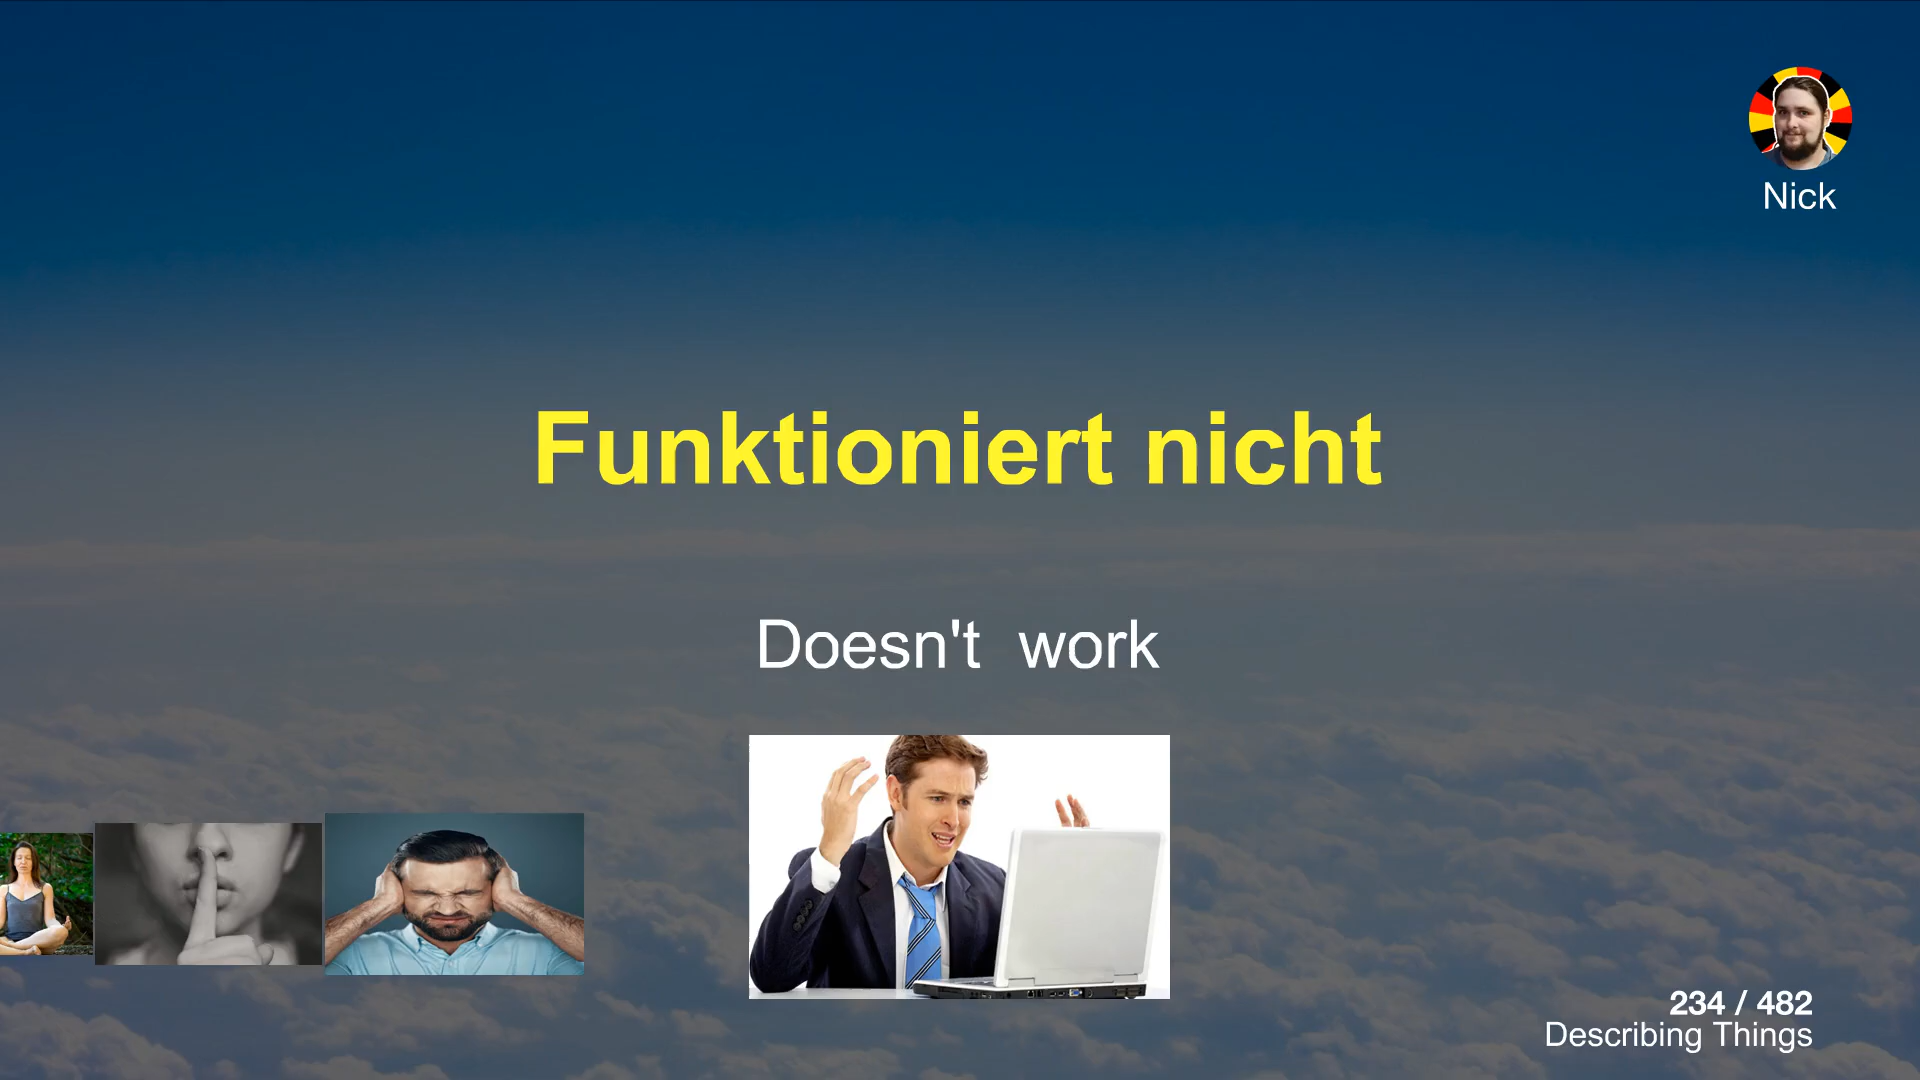 Nick
Funktioniert nicht
Doesn't work
234 / 482
Describing Things